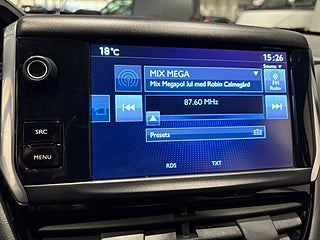 18°C
15:26
Source ▼
MIX MEGA ▼
Mix Megapol Jul med Robin Calmegård
FM
Radio
87.60 MHz
Presets
RDS TXT
SRC
MENU